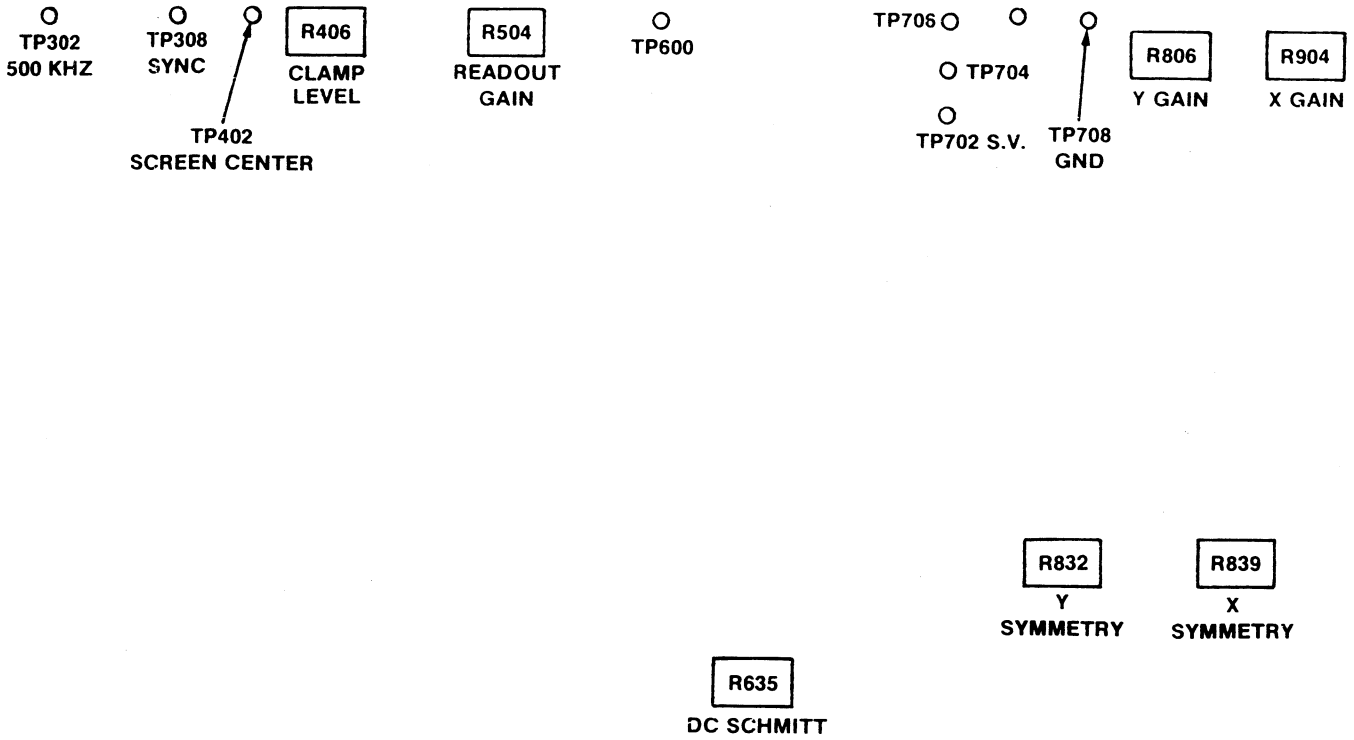 TP302
500 KHZ
TP308
SYNC
TP402
SCREEN CENTER
R406
CLAMP
LEVEL
R504
READOUT
GAIN
TP600
TP706
TP704
TP702 S.V.
TP708
GND
R806
Y GAIN
R904
X GAIN
R832
Y
SYMMETRY
R839
X
SYMMETRY
R635
DC SCHMITT